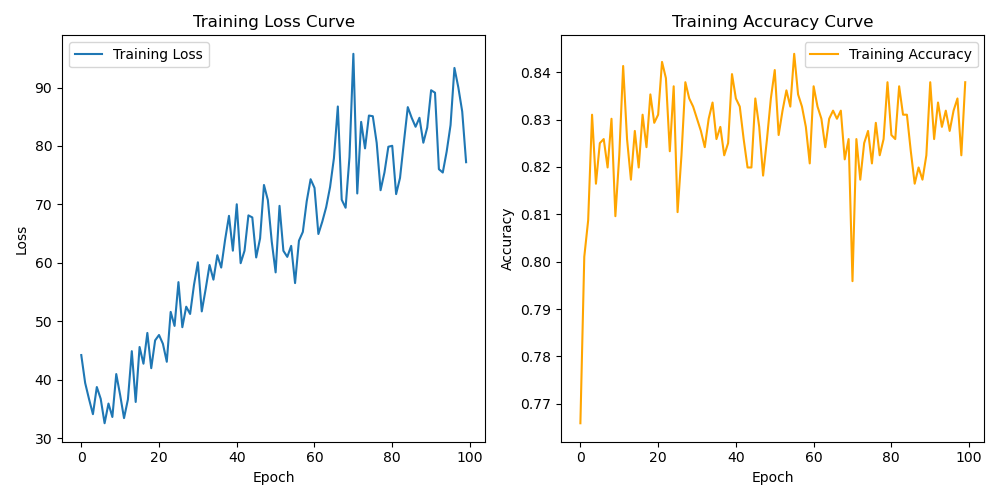 Training Loss Curve
Training Loss
90
80
70
60
50
40
30
Loss
0 20 40 60 80 100
Epoch
Training Accuracy Curve
Training Accuracy
0.84
0.83
0.82
0.81
0.80
0.79
0.78
0.77
Accuracy
0 20 40 60 80 100
Epoch